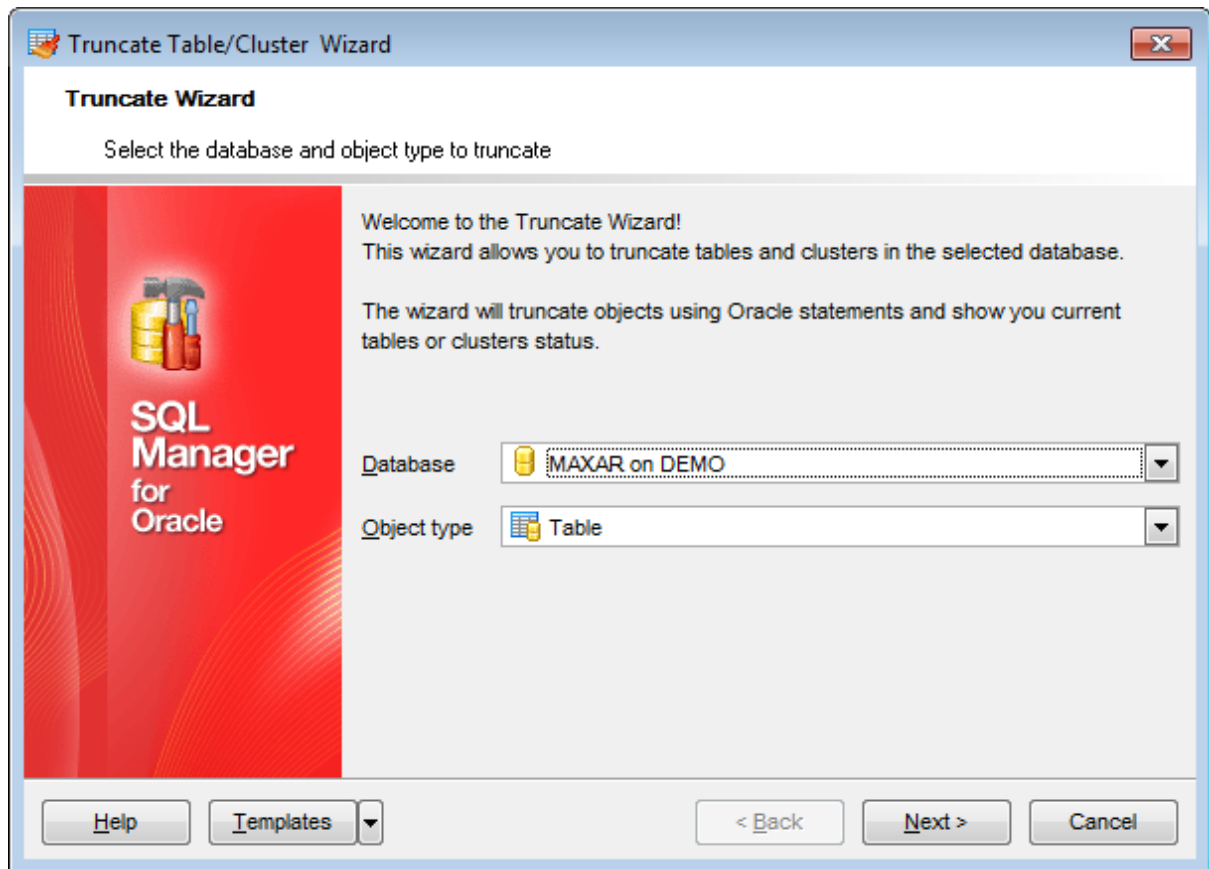 Truncate Table/Cluster Wizard
Truncate Wizard
Select the database and object type to truncate
Welcome to the Truncate Wizard!
This wizard allows you to truncate tables and clusters in the selected database.
The wizard will truncate objects using Oracle statements and show you current
tables or clusters status.
SQL
Manager
for
Oracle
Database
MAXAR on DEMO
Object type
Table
Help
Templates
< Back
Next >
Cancel